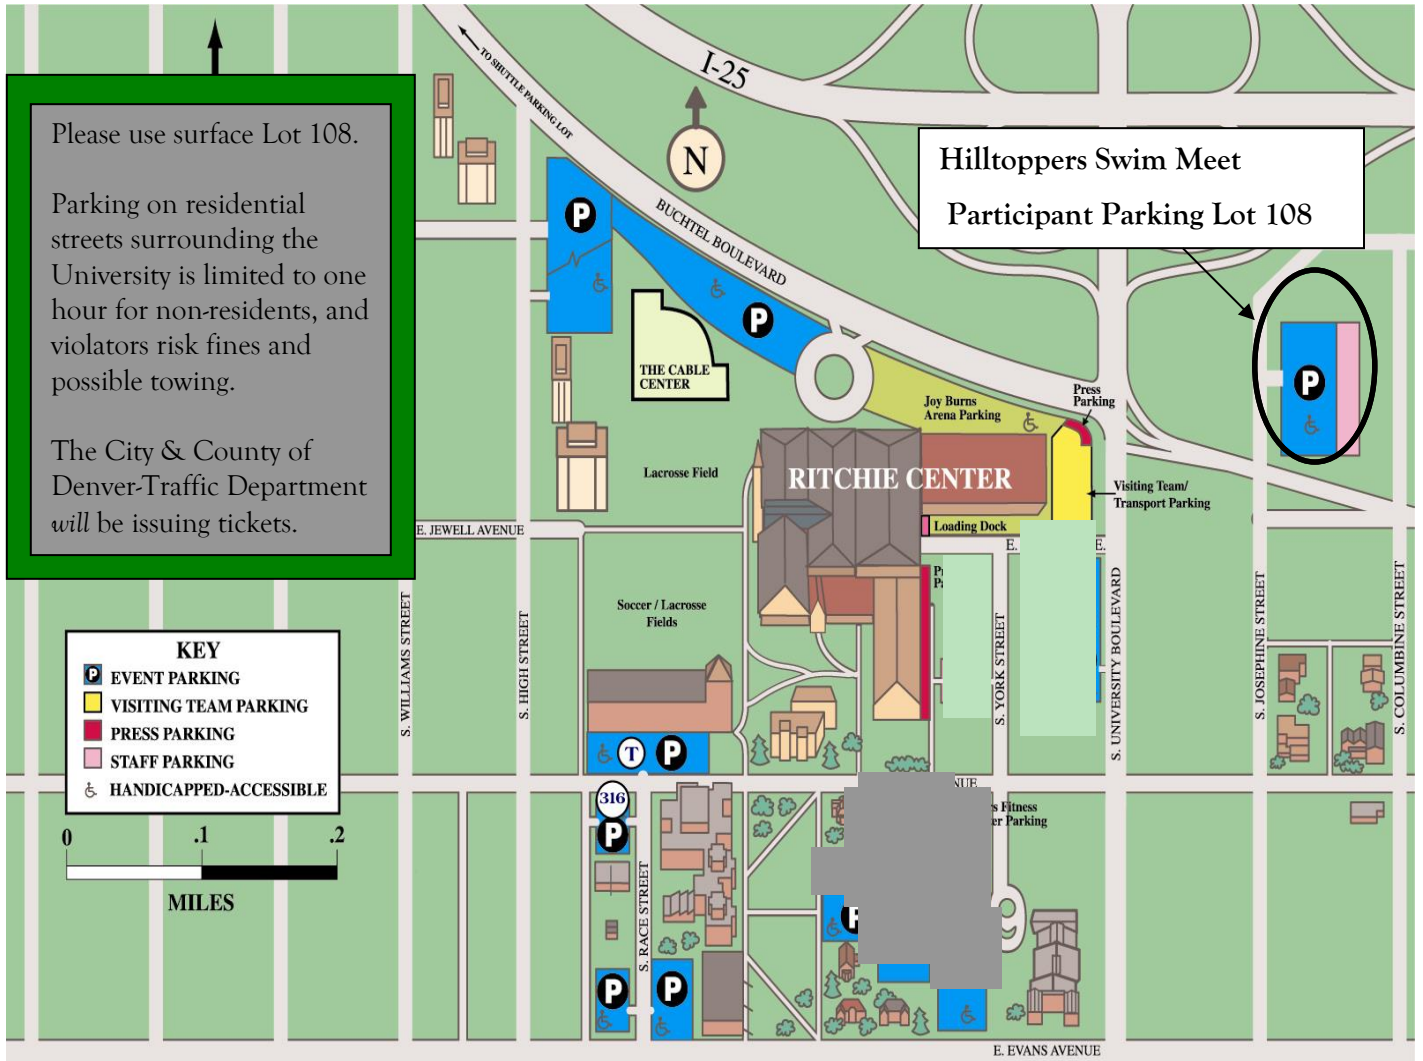 I-25
TO SHUTTLE PARKING LOT
N
Please use surface Lot 108.
Parking on residential
streets surrounding the
University is limited to one
hour for non-residents, and
violators risk fines and
possible towing.
The City & County of
Denver-Traffic Department
will be issuing tickets.
Hilltoppers Swim Meet
Participant Parking Lot 108
P
BUCHTEL BOULEVARD
P
THE CABLE
CENTER
P
Joy Burns
Arena Parking
Press
Parking
Lacrosse Field
RITCHIE CENTER
Visiting Team/
Transport Parking
Loading Dock
E. JEWELL AVENUE
E.
E.
Soccer / Lacrosse
Fields
S. WILLIAMS STREET
S. HIGH STREET
S. YORK STREET
S. UNIVERSITY BOULEVARD
S. JOSEPHINE STREET
S. COLUMBINE STREET
KEY
P EVENT PARKING
VISITING TEAM PARKING
PRESS PARKING
STAFF PARKING
HANDICAPPED-ACCESSIBLE
T P
316
P
0 .1 .2
MILES
Fitness
Parking
S. RACE STREET
P
9
P P
E. EVANS AVENUE